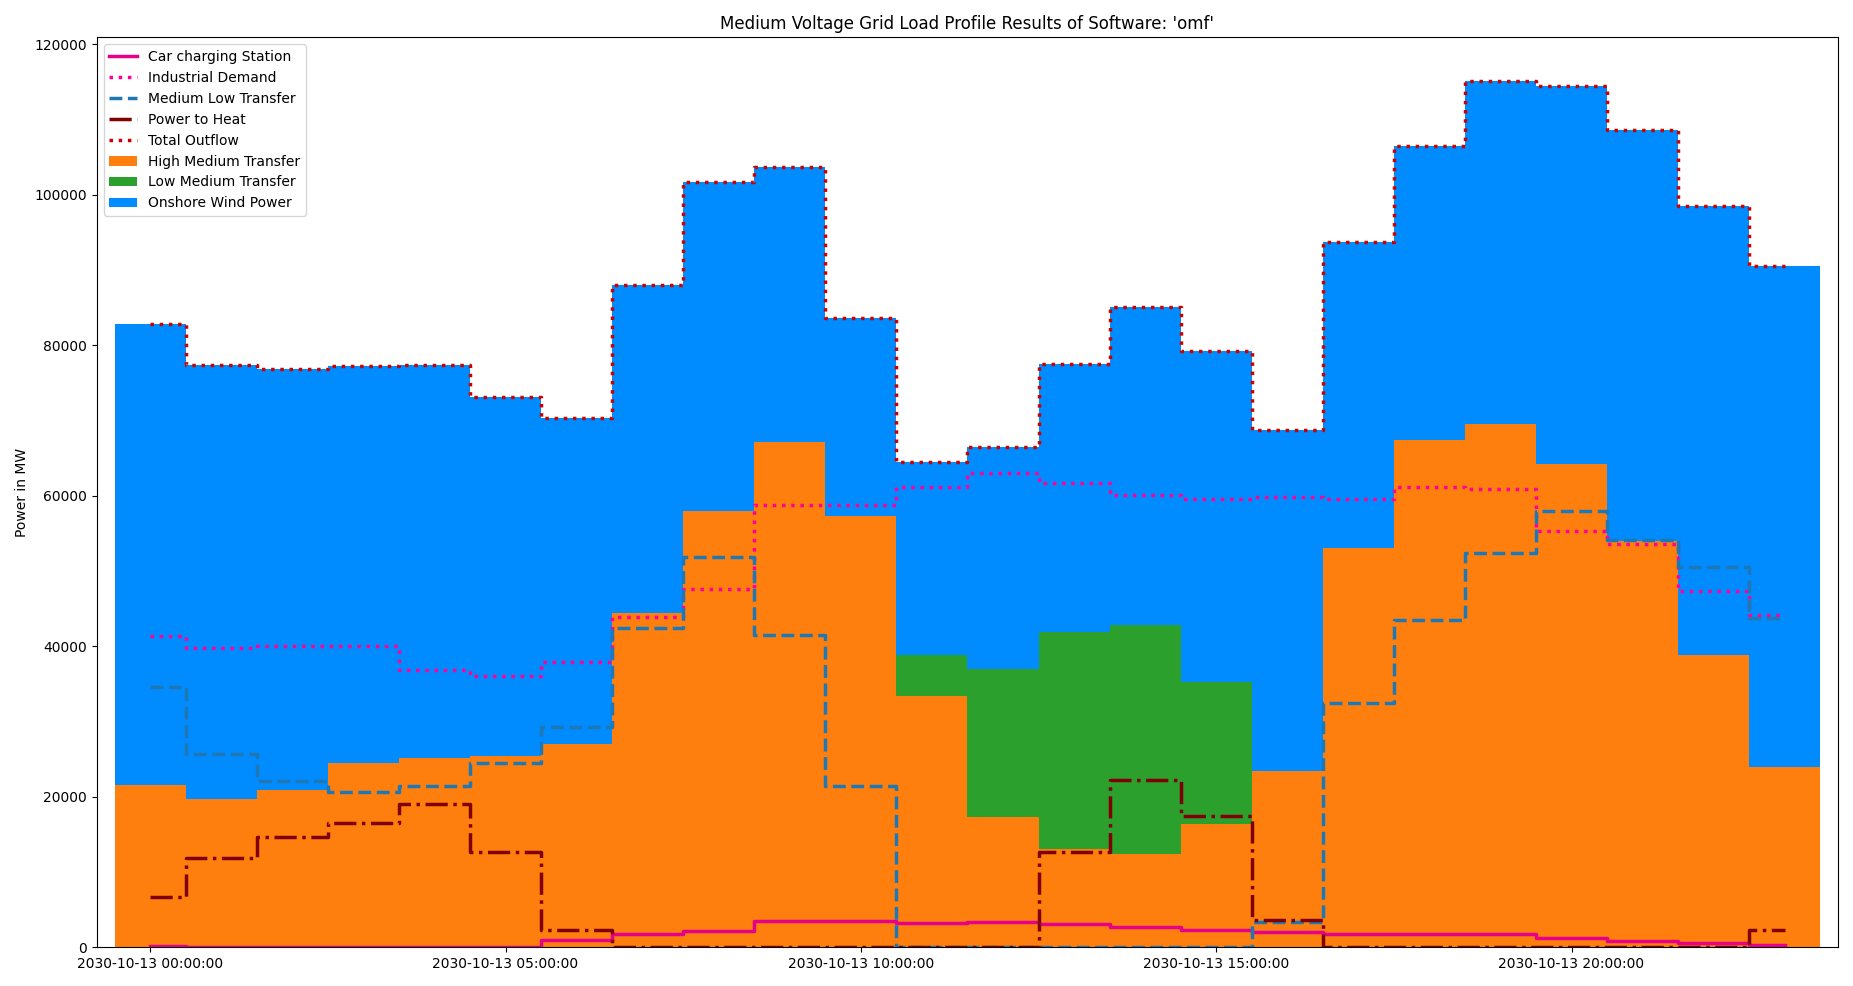 Medium Voltage Grid Load Profile Results of Software: 'omf'
120000
100000
80000
60000
40000
20000
0
Power in MW
Car charging Station
Industrial Demand
Medium Low Transfer
Power to Heat
Total Outflow
High Medium Transfer
Low Medium Transfer
Onshore Wind Power
2030-10-13 00:00:00
2030-10-13 05:00:00
2030-10-13 10:00:00
2030-10-13 15:00:00
2030-10-13 20:00:00